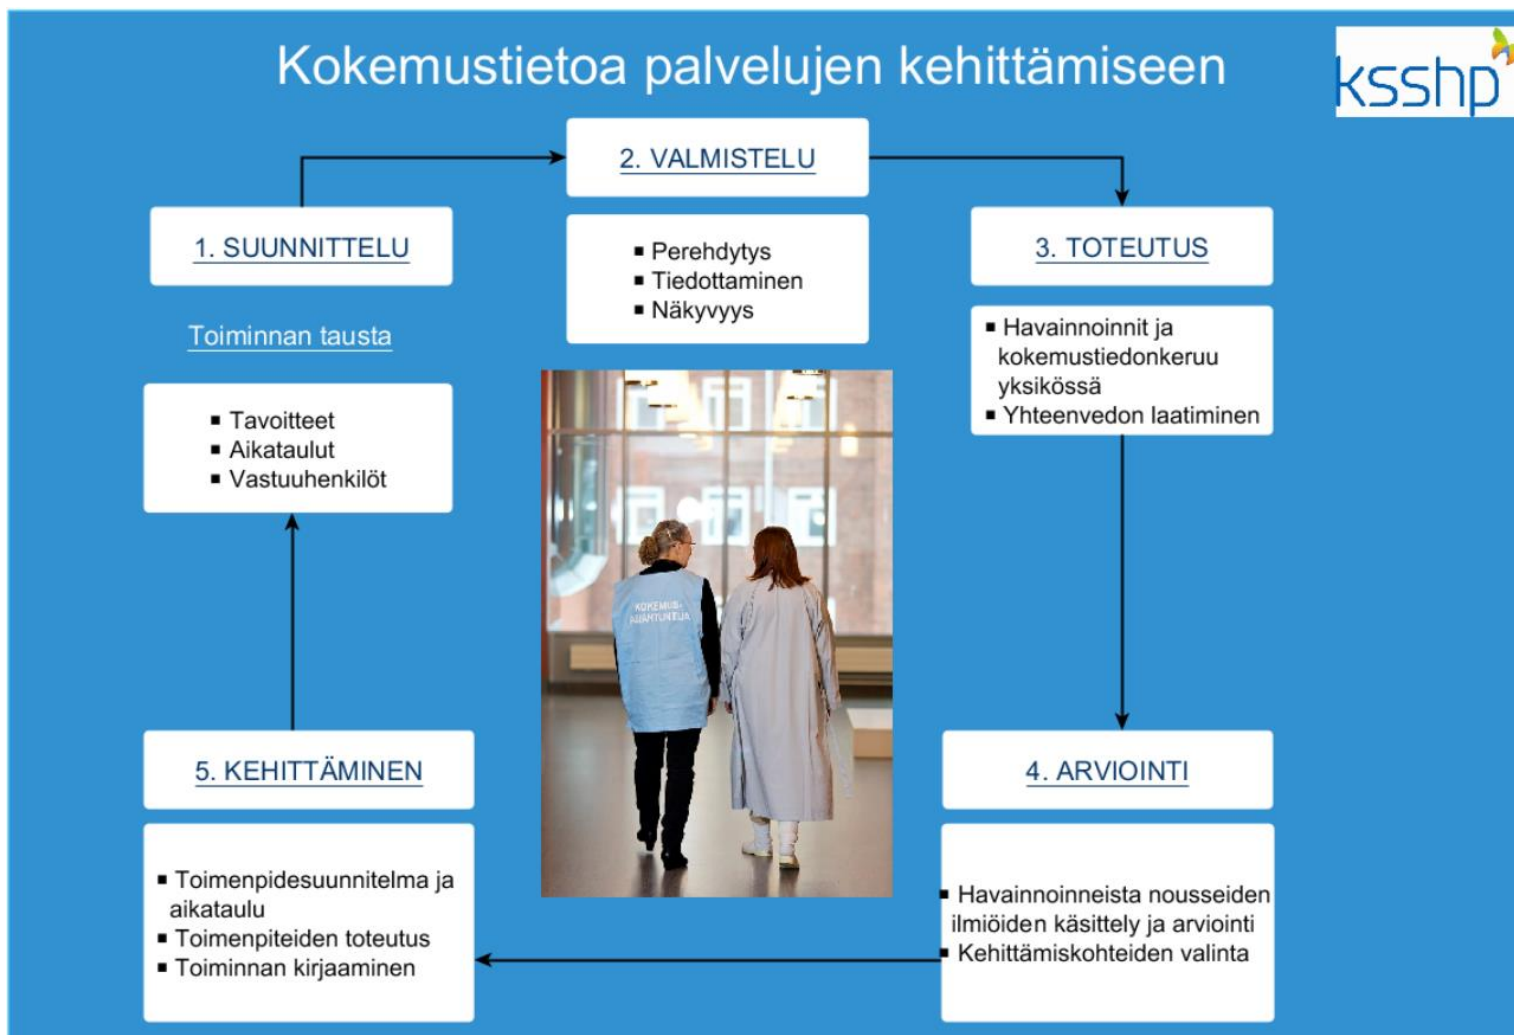 Kokemustietoa palvelujen kehittämiseen
ksshp
1. SUUNNITTELU
Toiminnan tausta
▪ Tavoitteet
▪ Aikataulut
▪ Vastuuhenkilöt
2. VALMISTELU
▪ Perehdytys
▪ Tiedottaminen
▪ Näkyvyys
3. TOTEUTUS
▪ Havainnoinnit ja
kokemustiedonkeruu
yksikössä
▪ Yhteenvedon laatiminen
KOKEMUS-
ASIANTUNTIJA
4. ARVIOINTI
▪ Havainnoinneista nousseiden
ilmiöiden käsittely ja arviointi
▪ Kehittämiskohteiden valinta
5. KEHITTÄMINEN
▪ Toimenpidesuunnitelma ja
aikataulu
▪ Toimenpiteiden toteutus
▪ Toiminnan kirjaaminen